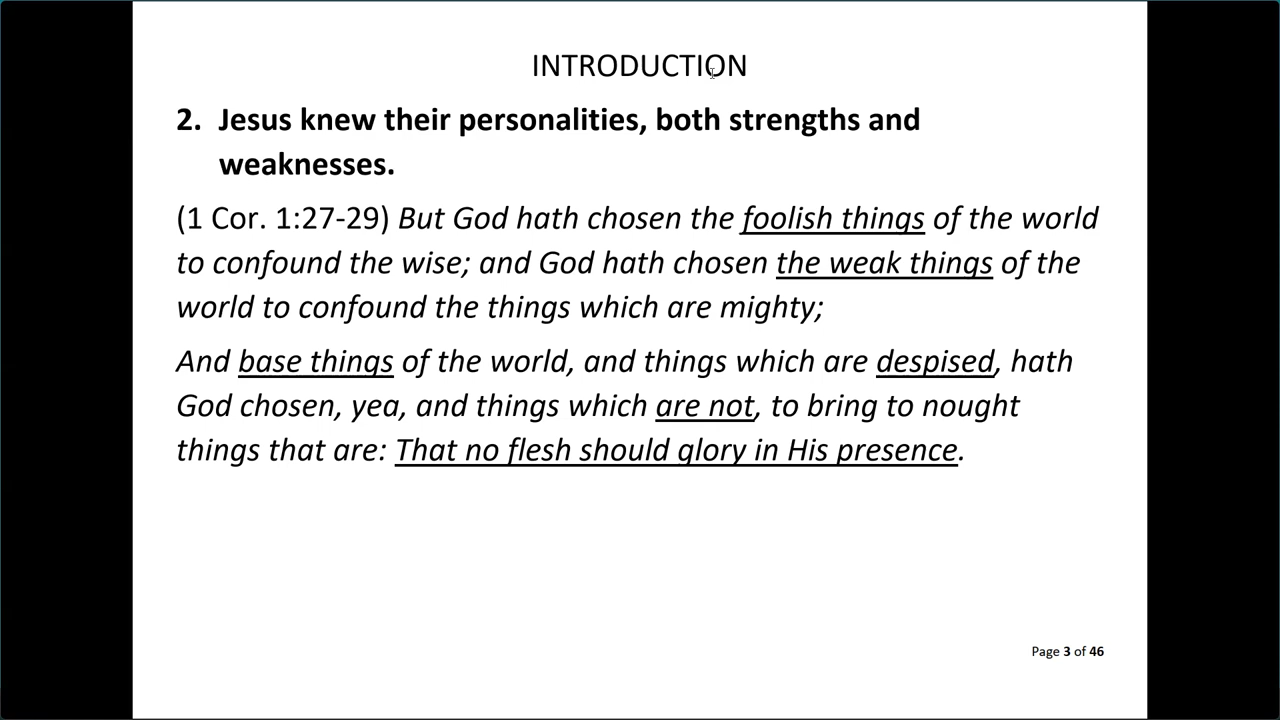 INTRODUCTION
2. Jesus knew their personalities, both strengths and
weaknesses.
(1 Cor. 1:27-29) But God hath chosen the foolish things of the world
to confound the wise; and God hath chosen the weak things of the
world to confound the things which are mighty;
And base things of the world, and things which are despised, hath
God chosen, yea, and things which are not, to bring to nought
things that are: That no flesh should glory in His presence.
Page 3 of 46